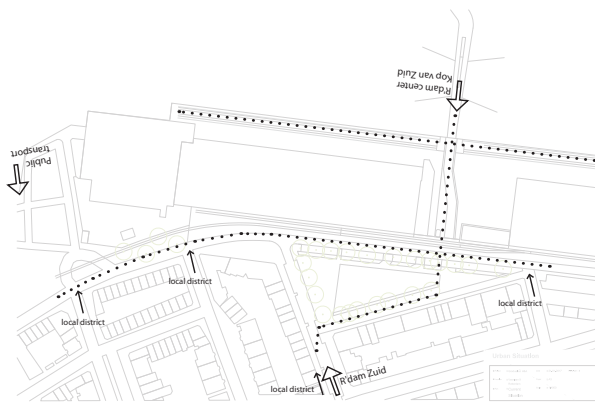 R'dam center
Kop van Zuid
Public
transport
local district
local district
local district
local district
R'dam Zuid